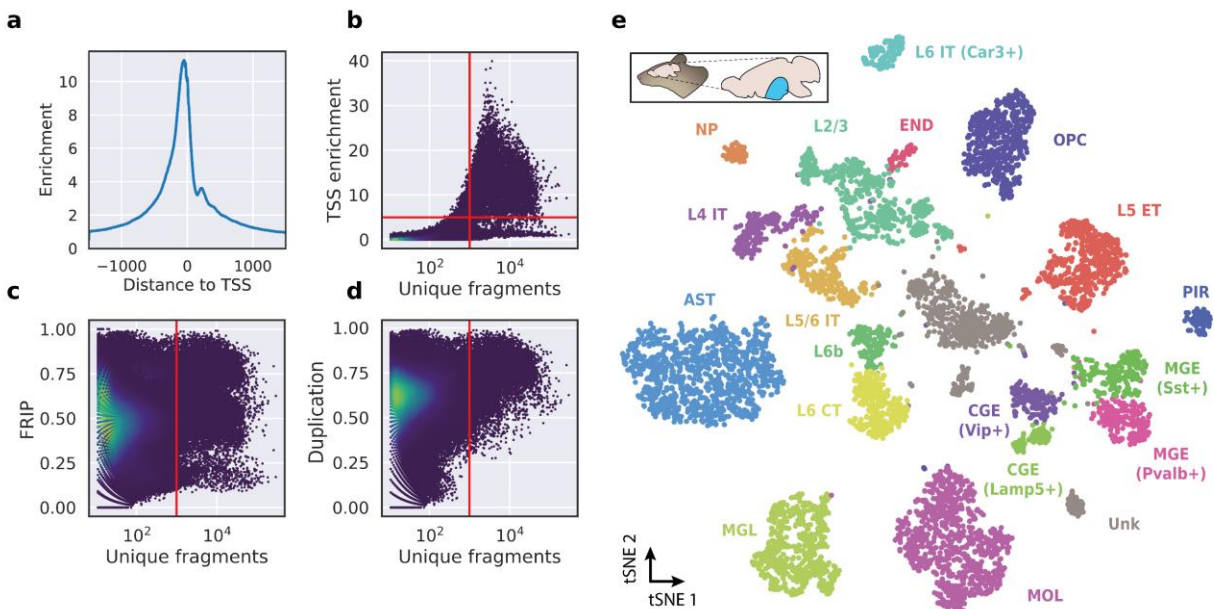 a
Enrichment
10
8
6
4
2
0
−1000 0 1000
Distance to TSS
b
TSS enrichment
40
30
20
10
0
10²
10⁴
Unique fragments
c
FRIP
1.00
0.75
0.50
0.25
0.00
10²
10⁴
Unique fragments
d
Duplication
1.00
0.75
0.50
0.25
0.00
10²
10⁴
Unique fragments
e
L6 IT (Car3+)
NP
L2/3
END
OPC
L4 IT
L5 ET
AST
L5/6 IT
PIR
L6b
MGE
(Sst+)
L6 CT
CGE
(Vip+)
MGE
(Pvalb+)
CGE
(Lamp5+)
MGL
Unk
MOL
tSNE 2
tSNE 1